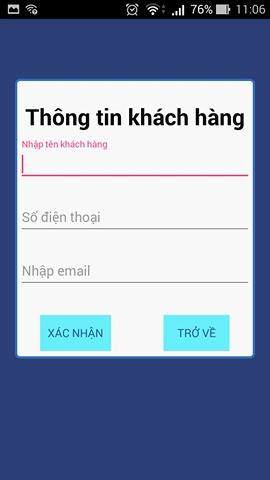 76% 11:06
Thông tin khách hàng
Nhập tên khách hàng
Số điện thoại
Nhập email
XÁC NHẬN
TRỞ VỀ